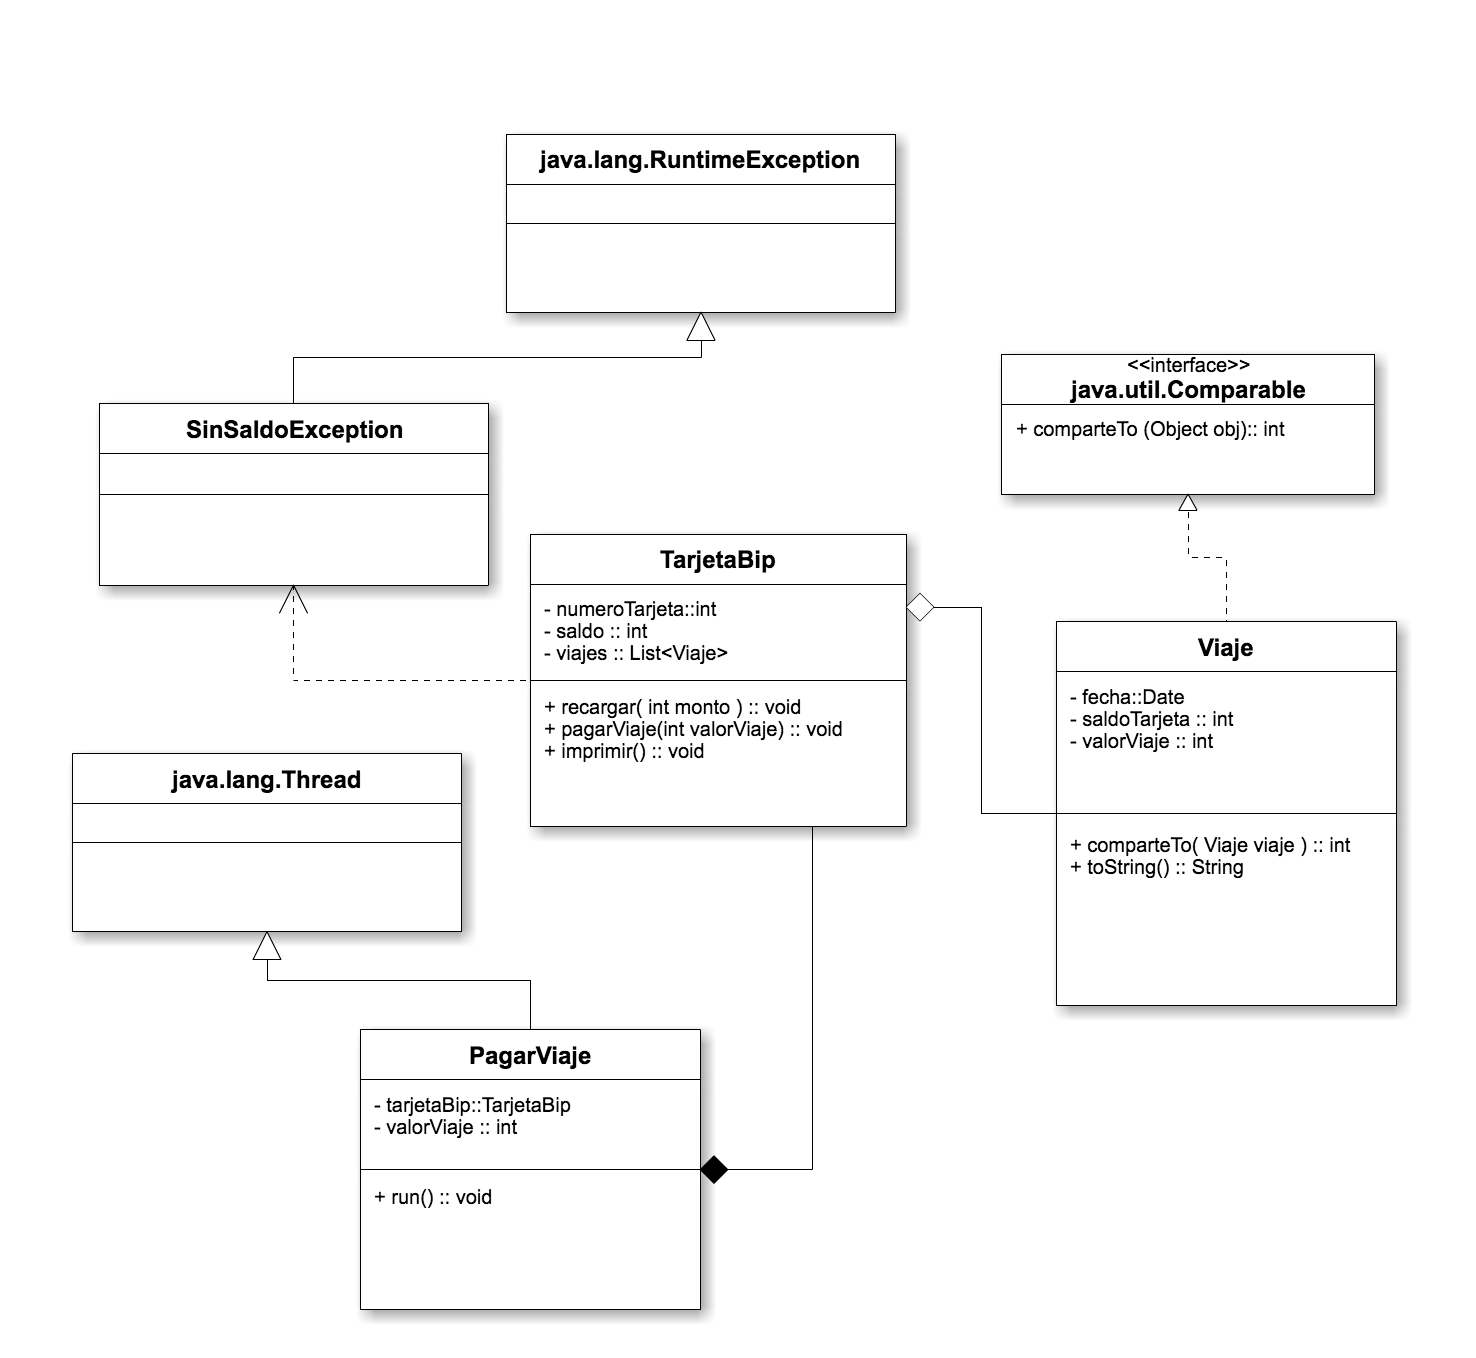 java.lang.RuntimeException
<<interface>>
java.util.Comparable
+ comparteTo (Object obj):: int
SinSaldoException
TarjetaBip
- numeroTarjeta::int
- saldo :: int
- viajes :: List<Viaje>
+ recargar( int monto ) :: void
+ pagarViaje(int valorViaje) :: void
+ imprimir() :: void
Viaje
- fecha::Date
- saldoTarjeta :: int
- valorViaje :: int
+ comparteTo( Viaje viaje ) :: int
+ toString() :: String
java.lang.Thread
PagarViaje
- tarjetaBip::TarjetaBip
- valorViaje :: int
+ run() :: void